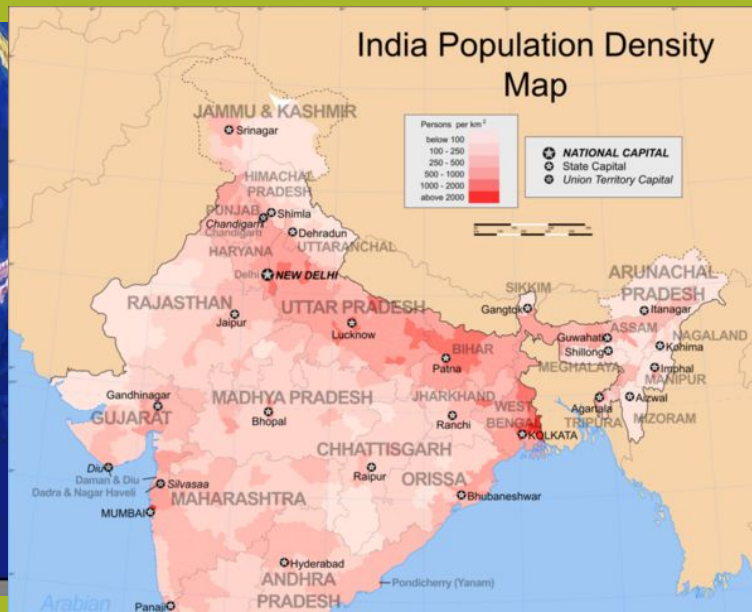 India Population Density
Map
Persons per km²
below 100
100 - 250
250 - 500
500 - 1000
1000 - 2000
above 2000
NATIONAL CAPITAL
State Capital
Union Territory Capital
JAMMU & KASHMIR
Srinagar
HIMACHAL
PRADESH
PUNJAB
Shimla
Chandigarh
Chandigarh
Dehradun
UTTARANCHAL
HARYANA
Delhi
NEW DELHI
ARUNACHAL
PRADESH
SIKKIM
RAJASTHAN
UTTAR PRADESH
Gangtok
Itanagar
Jaipur
Lucknow
ASSAM
NAGALAND
Guwahati
BIHAR
Kohima
Shillong
Patna
MEGHALAYA
Imphal
MANIPUR
Gandhinagar
MADHYA PRADESH
JHARKHAND
Agartala
Aizwal
GUJARAT
Bhopal
Ranchi
WEST
BENGAL
TRIPURA
MIZORAM
KOLKATA
CHHATTISGARH
Diu
Raipur
ORISSA
Daman & Diu
Silvasaa
Dadra & Nagar Haveli
MAHARASHTRA
Bhubaneshwar
MUMBAI
Hyderabad
ANDHRA
PRADESH
Pondicherry (Yanam)
Arabian
Panaji